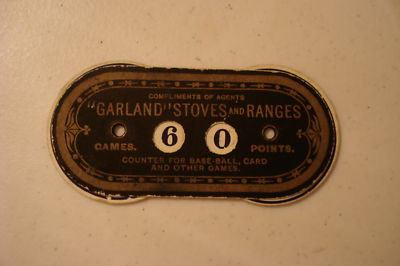 COMPLIMENTS OF AGENTS
"GARLAND" STOVES AND RANGES
GAMES. 6 0 POINTS.
COUNTER FOR BASE-BALL, CARD
AND OTHER GAMES.